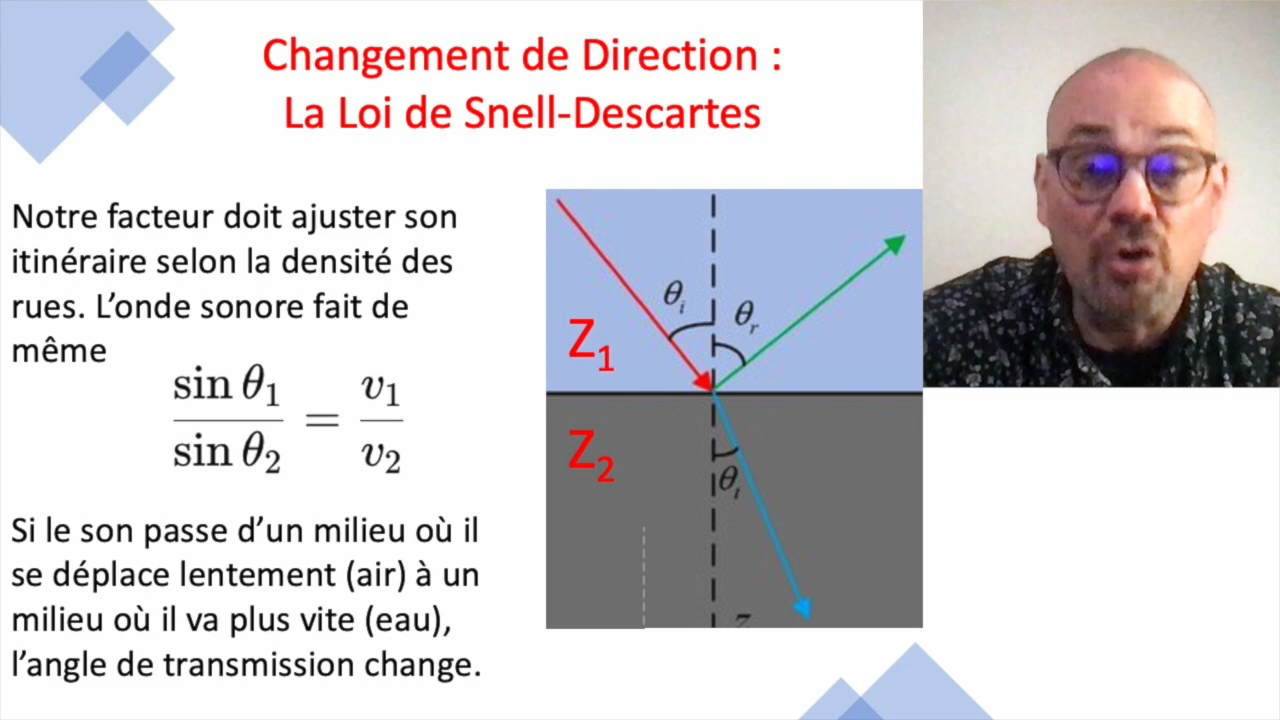 Changement de Direction :
La Loi de Snell-Descartes
Notre facteur doit ajuster son
itinéraire selon la densité des
rues. L’onde sonore fait de
même
sin θ1 / sin θ2 = v1 / v2
Si le son passe d’un milieu où il
se déplace lentement (air) à un
milieu où il va plus vite (eau),
l’angle de transmission change.
θi
θr
Z1
Z2
θt
z